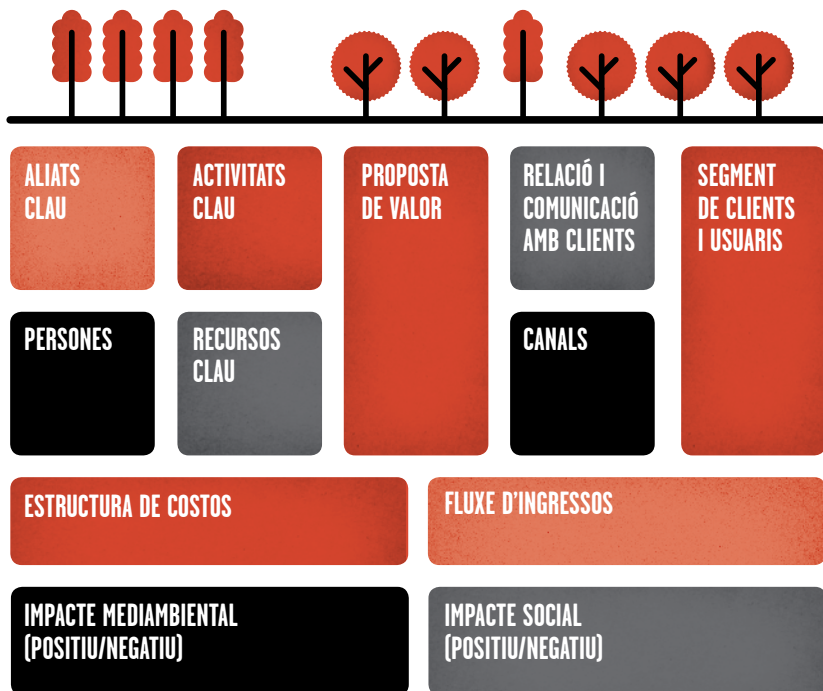 ALIATS
CLAU
ACTIVITATS
CLAU
PROPOSTA
DE VALOR
RELACIÓ I
COMUNICACIÓ
AMB CLIENTS
SEGMENT
DE CLIENTS
I USUARIS
PERSONES
RECURSOS
CLAU
CANALS
ESTRUCTURA DE COSTOS
FLUXE D'INGRESSOS
IMPACTE MEDIAMBIENTAL
(POSITIU/NEGATIU)
IMPACTE SOCIAL
(POSITIU/NEGATIU)